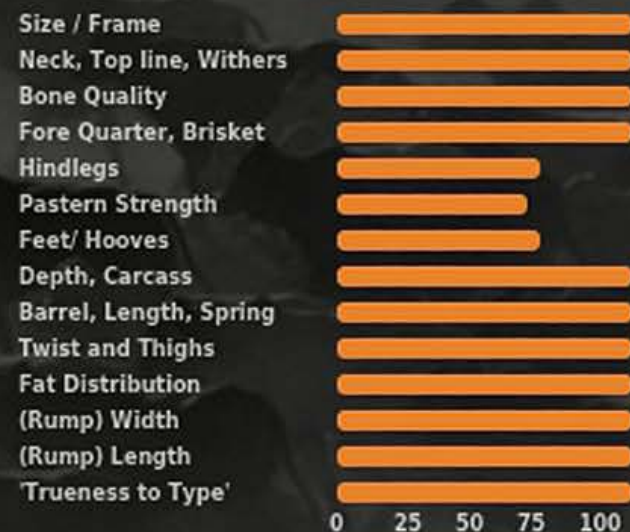 Size / Frame
Neck, Top line, Withers
Bone Quality
Fore Quarter, Brisket
Hindlegs
Pastern Strength
Feet/ Hooves
Depth, Carcass
Barrel, Length, Spring
Twist and Thighs
Fat Distribution
(Rump) Width
(Rump) Length
'Trueness to Type'
0 25 50 75 100